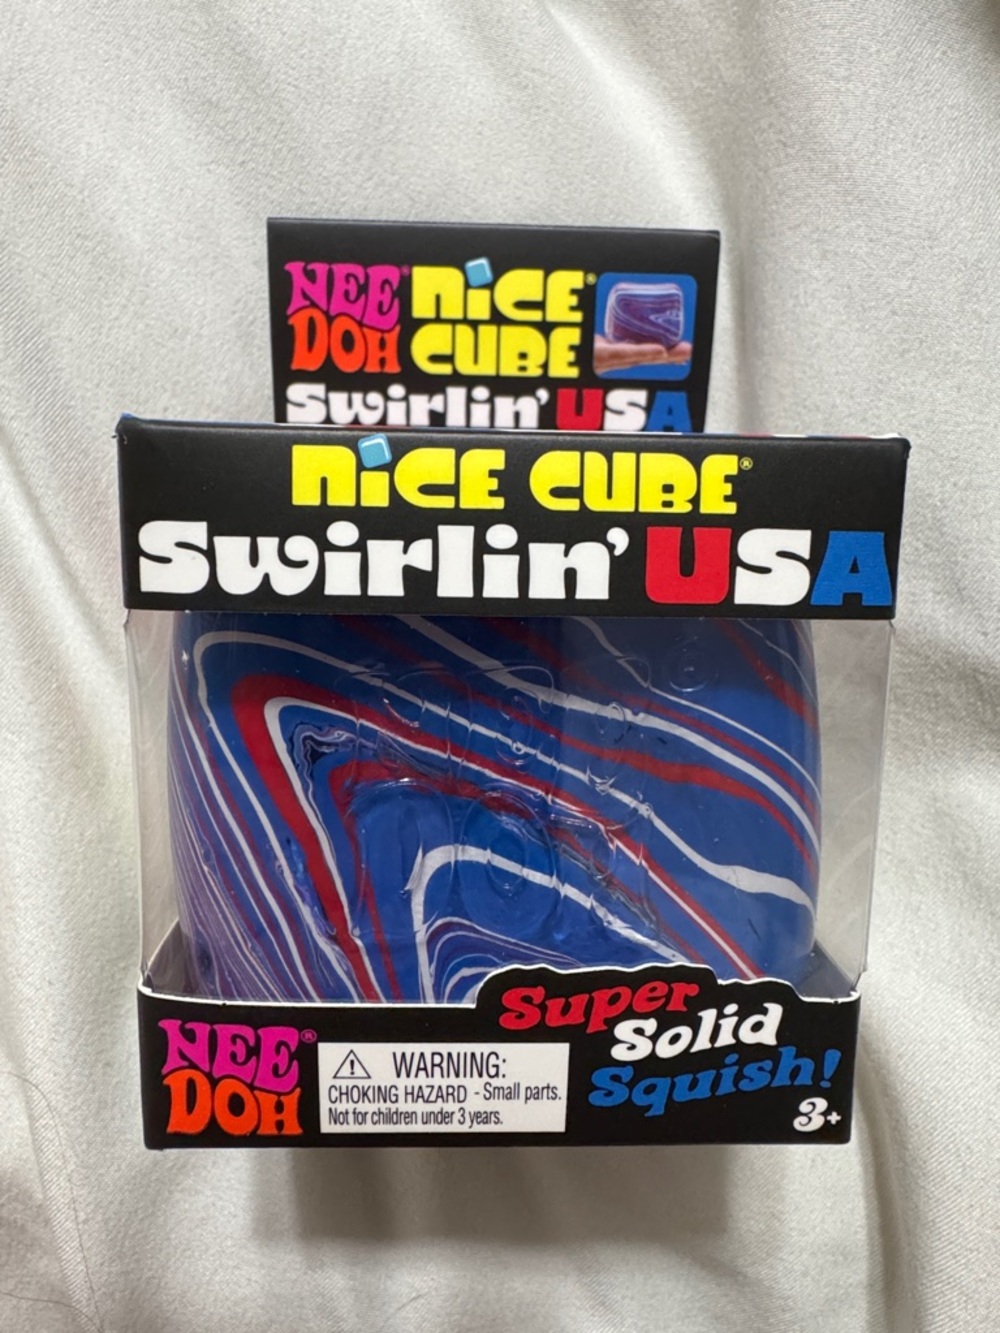 NEE® NiCE®
DOH CUBE
Swirlin' USA
NiCE CUBE®
Swirlin' USA
NEE®
DOH
⚠ WARNING:
CHOKING HAZARD - Small parts.
Not for children under 3 years.
Super
Solid
Squish!
3+